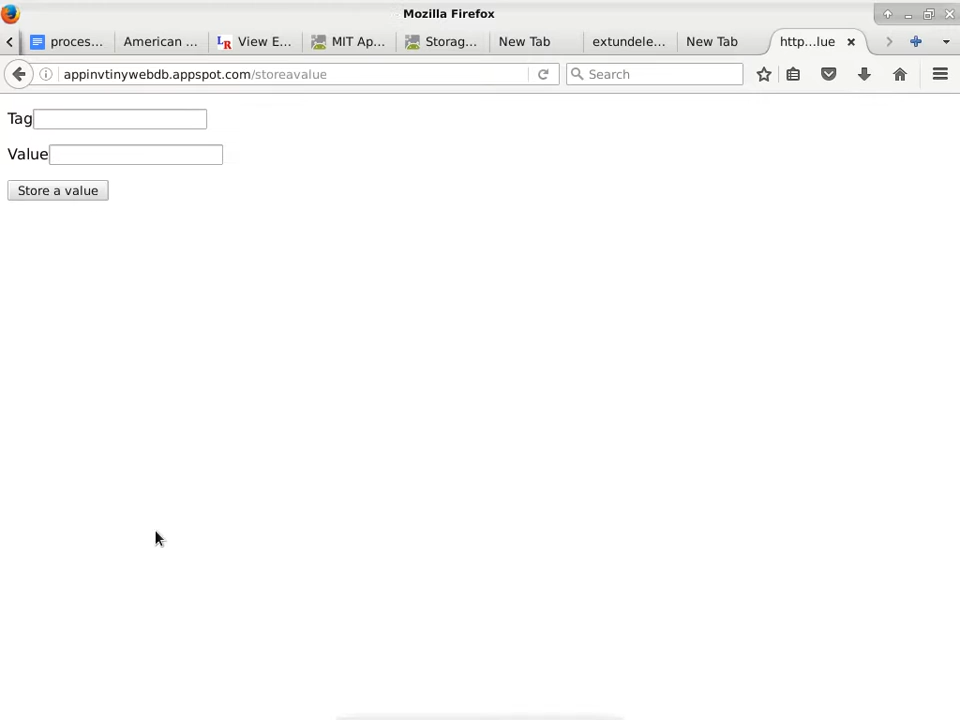 Mozilla Firefox
proces...
American ...
View E...
MIT Ap...
Storag...
New Tab
extundele...
New Tab
http...lue
appinvtinywebdb.appspot.com/storeavalue
Search
Tag
Value
Store a value